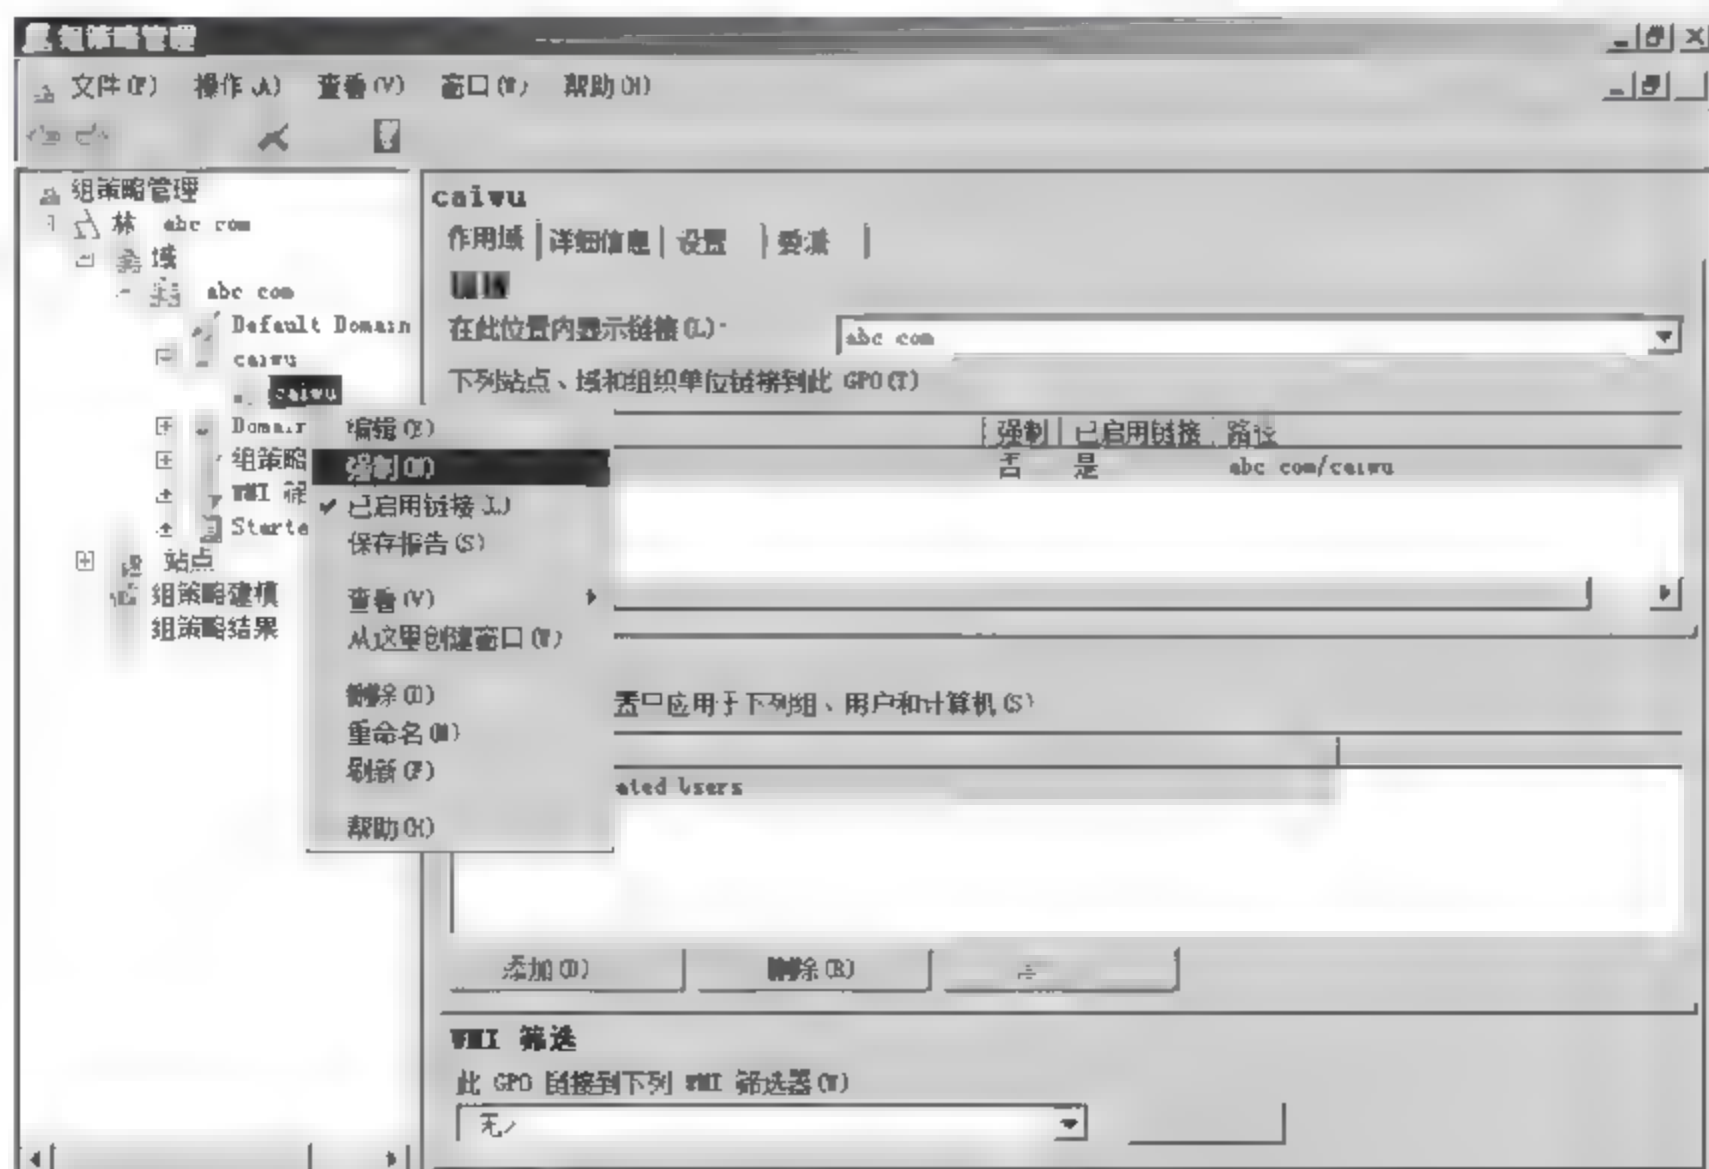 组策略管理
文件(F) 操作(A) 查看(V) 窗口(W) 帮助(H)
组策略管理
林 abc com
域
abc com
Default Domain
caiwu
caiwu
Domair
组策略
WMI 筛
Starte
站点
组策略建模
组策略结果
编辑(E)
强制(N)
已启用链接(L)
保存报告(S)
查看(V)
从这里创建窗口(W)
删除(D)
重命名(M)
刷新(F)
帮助(H)
caiwu
作用域 详细信息 设置 委派
链接
在此位置内显示链接(L)
abc com
下列站点、域和组织单位链接到此 GPO(T)
强制 已启用链接 路径
否 是 abc com/caiwu
置只应用于下列组、用户和计算机(S)
ated Users
添加(D) 删除(R)
WMI 筛选
此 GPO 链接到下列 WMI 筛选器(W)
无